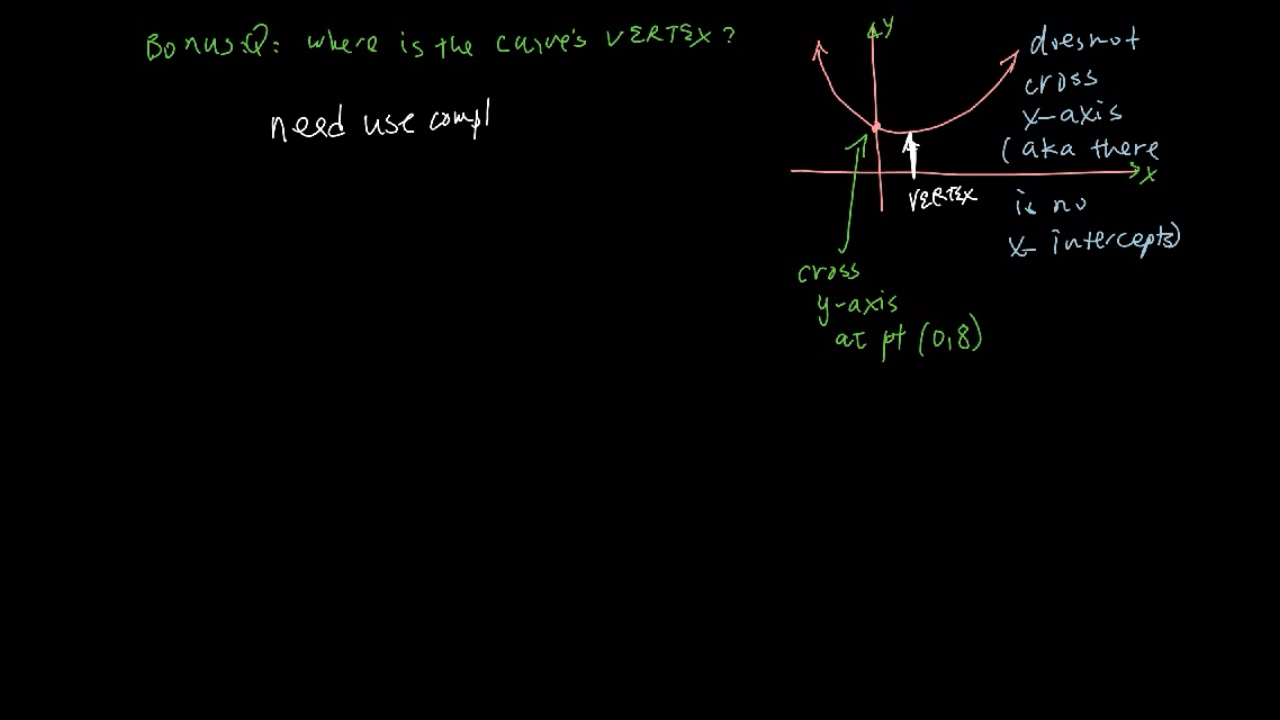 Bonus:Q: where is the curve's VERTEX?
need use compl
y
does not
cross
x-axis
(aka there
x
VERTEX
is no
x- intercepts)
cross
y-axis
at pt (0,8)